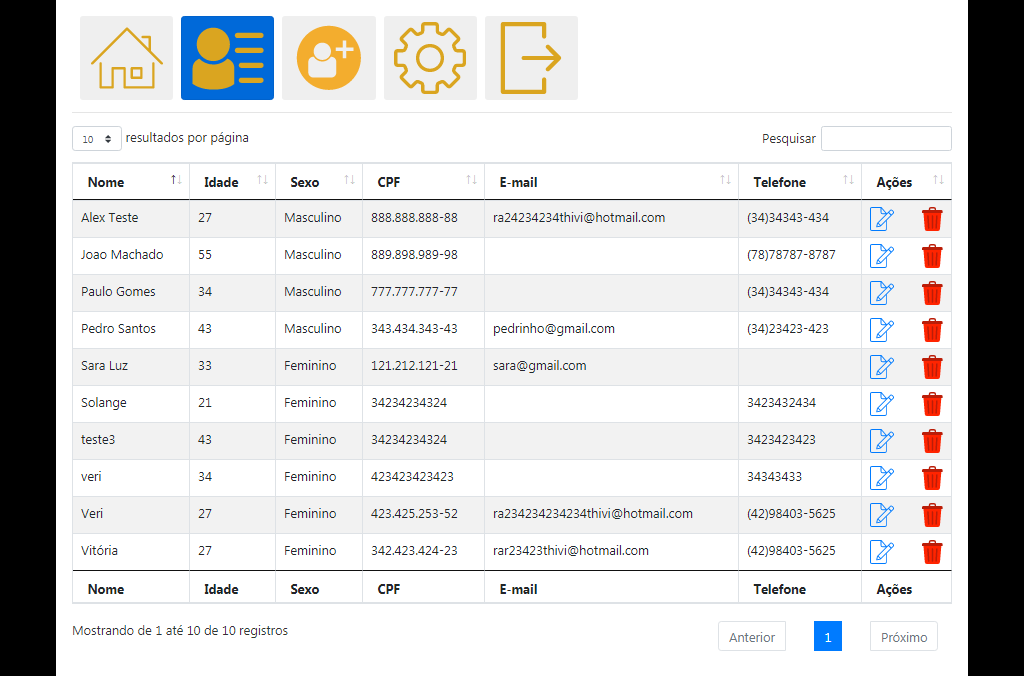 10 resultados por página Pesquisar
Nome Idade Sexo CPF E-mail Telefone Ações
Alex Teste 27 Masculino 888.888.888-88 ra24234234thivi@hotmail.com (34)34343-434
Joao Machado 55 Masculino 889.898.989-98 (78)78787-8787
Paulo Gomes 34 Masculino 777.777.777-77 (34)34343-434
Pedro Santos 43 Masculino 343.434.343-43 pedrinho@gmail.com (34)23423-423
Sara Luz 33 Feminino 121.212.121-21 sara@gmail.com
Solange 21 Feminino 34234234324 3423432434
teste3 43 Feminino 34234234324 3423423423
veri 34 Feminino 423423423423 34343433
Veri 27 Feminino 423.425.253-52 ra234234234234thivi@hotmail.com (42)98403-5625
Vitória 27 Feminino 342.423.424-23 rar23423thivi@hotmail.com (42)98403-5625
Nome Idade Sexo CPF E-mail Telefone Ações
Mostrando de 1 até 10 de 10 registros Anterior 1 Próximo